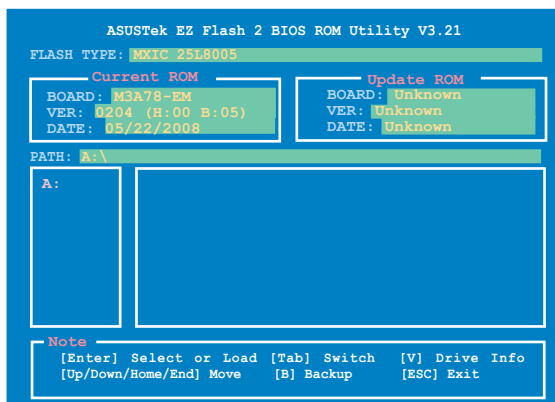 ASUSTek EZ Flash 2 BIOS ROM Utility V3.21
FLASH TYPE: MXIC 25L8005
Current ROM
BOARD: M3A78-EM
VER: 0204 (H:00 B:05)
DATE: 05/22/2008
Update ROM
BOARD: Unknown
VER: Unknown
DATE: Unknown
PATH: A:\
A:
Note
[Enter] Select or Load [Tab] Switch [V] Drive Info
[Up/Down/Home/End] Move [B] Backup [ESC] Exit